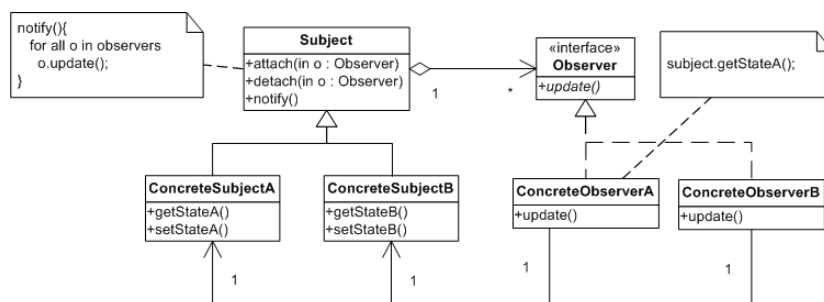 notify(){
for all o in observers
o.update();
}
Subject
+attach(in o : Observer)
+detach(in o : Observer)
+notify()
1
*
«interface»
Observer
+update()
subject.getStateA();
ConcreteSubjectA
+getStateA()
+setStateA()
ConcreteSubjectB
+getStateB()
+setStateB()
ConcreteObserverA
+update()
ConcreteObserverB
+update()
1
1
1
1